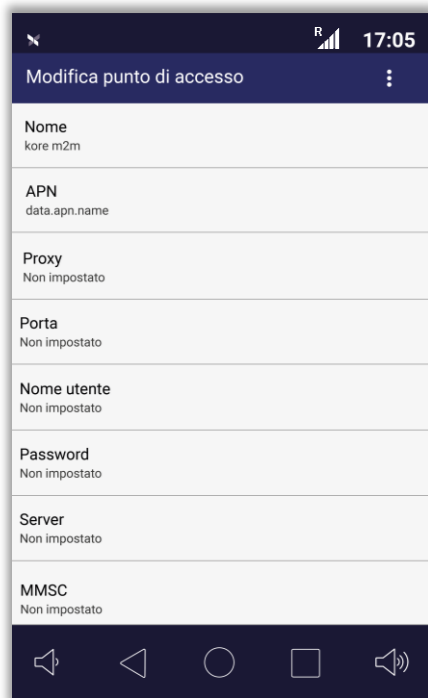 R
17:05
Modifica punto di accesso
Nome
kore m2m
APN
data.apn.name
Proxy
Non impostato
Porta
Non impostato
Nome utente
Non impostato
Password
Non impostato
Server
Non impostato
MMSC
Non impostato